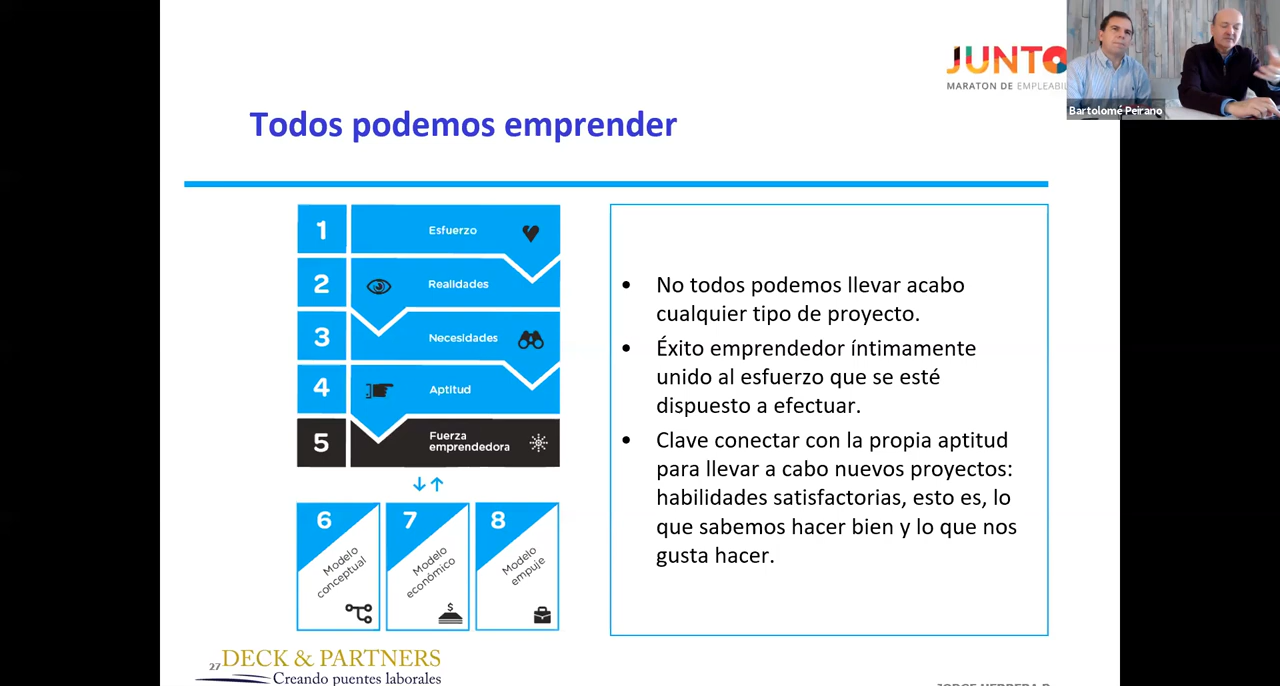 JUNTO
MARATON DE EMPLEABI
Bartolomé Peirano
Todos podemos emprender
1
Esfuerzo
2
Realidades
3
Necesidades
4
Aptitud
5
Fuerza
emprendedora
6
Modelo
conceptual
7
Modelo
económico
$
8
Modelo
empuje
• No todos podemos llevar acabo
cualquier tipo de proyecto.
• Éxito emprendedor íntimamente
unido al esfuerzo que se esté
dispuesto a efectuar.
• Clave conectar con la propia aptitud
para llevar a cabo nuevos proyectos:
habilidades satisfactorias, esto es, lo
que sabemos hacer bien y lo que nos
gusta hacer.
27
DECK & PARTNERS
Creando puentes laborales